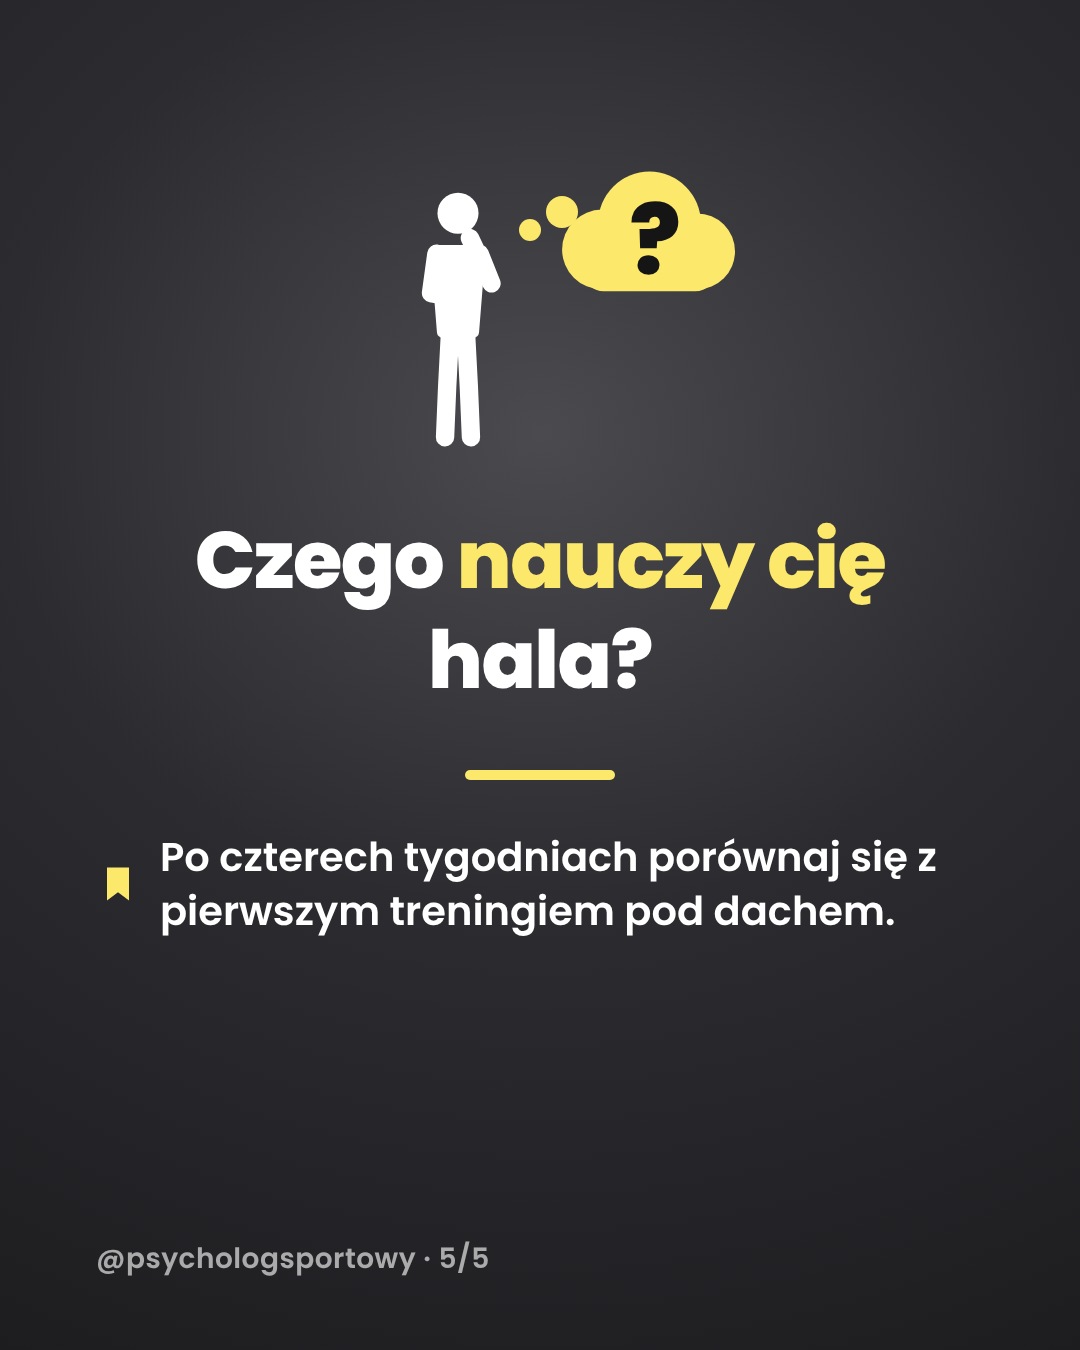 ?
Czego nauczy cię
hala?
Po czterech tygodniach porównaj się z
pierwszym treningiem pod dachem.
@psychologsportowy · 5/5